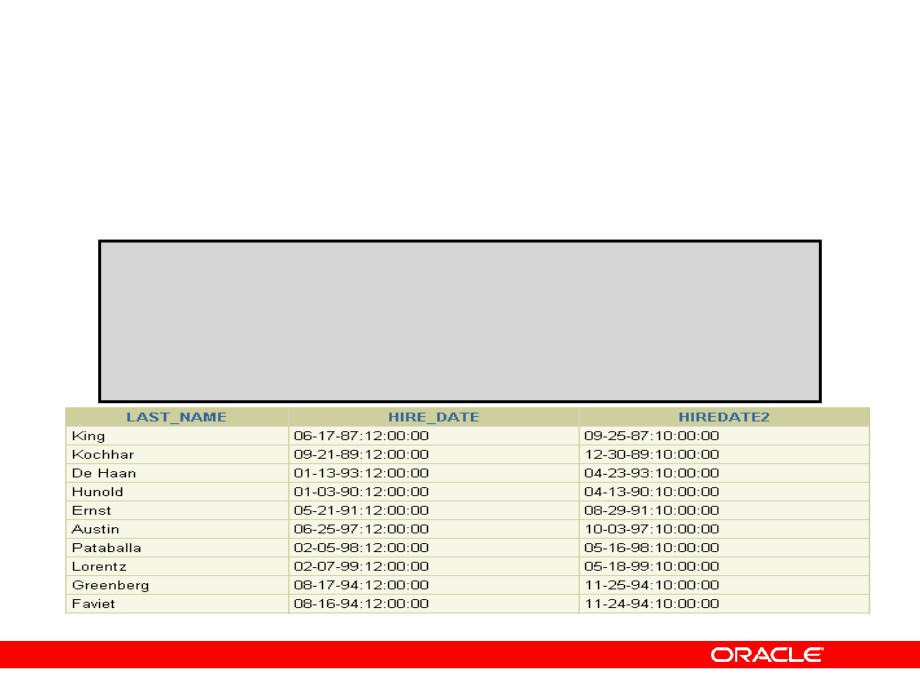 LAST_NAME HIRE_DATE HIREDATE2
King 06-17-87:12:00:00 09-25-87:10:00:00
Kochhar 09-21-89:12:00:00 12-30-89:10:00:00
De Haan 01-13-93:12:00:00 04-23-93:10:00:00
Hunold 01-03-90:12:00:00 04-13-90:10:00:00
Ernst 05-21-91:12:00:00 08-29-91:10:00:00
Austin 06-25-97:12:00:00 10-03-97:10:00:00
Pataballa 02-05-98:12:00:00 05-16-98:10:00:00
Lorentz 02-07-99:12:00:00 05-18-99:10:00:00
Greenberg 08-17-94:12:00:00 11-25-94:10:00:00
Faviet 08-16-94:12:00:00 11-24-94:10:00:00
ORACLE